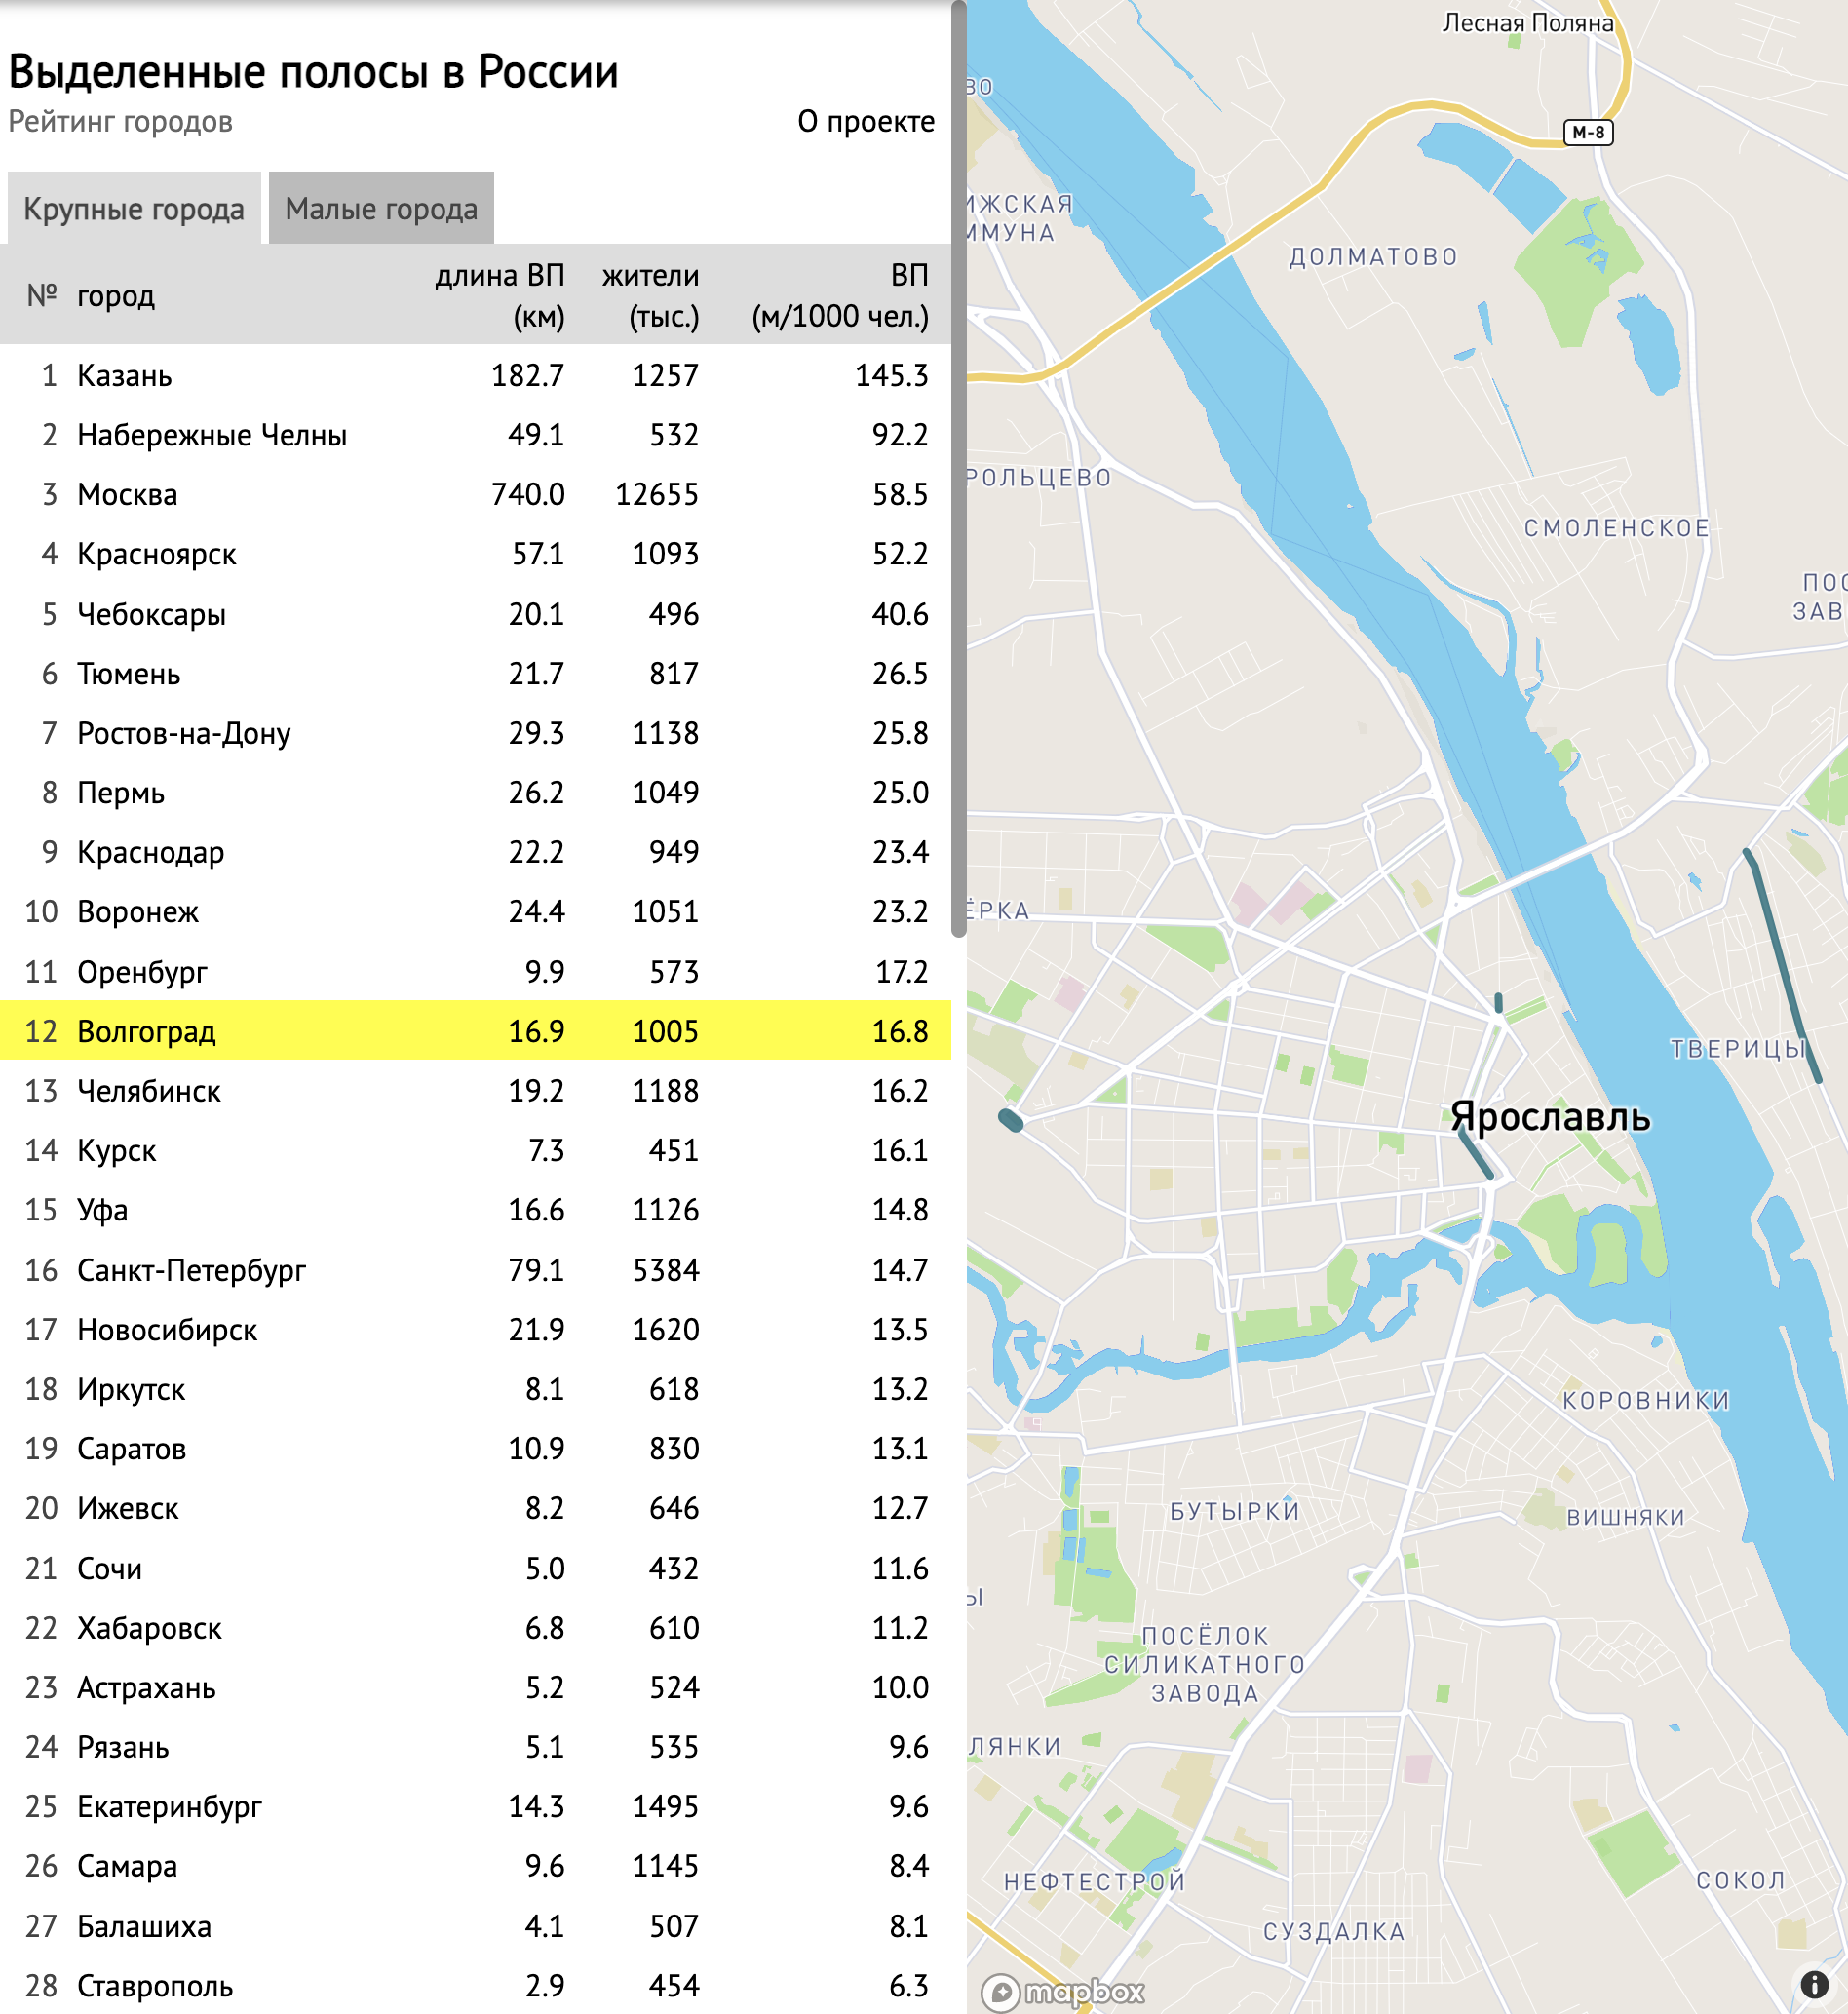 Выделенные полосы в России
Рейтинг городов
О проекте
Крупные города
Малые города
№ город длина ВП (км) жители (тыс.) ВП (м/1000 чел.)
1 Казань 182.7 1257 145.3
2 Набережные Челны 49.1 532 92.2
3 Москва 740.0 12655 58.5
4 Красноярск 57.1 1093 52.2
5 Чебоксары 20.1 496 40.6
6 Тюмень 21.7 817 26.5
7 Ростов-на-Дону 29.3 1138 25.8
8 Пермь 26.2 1049 25.0
9 Краснодар 22.2 949 23.4
10 Воронеж 24.4 1051 23.2
11 Оренбург 9.9 573 17.2
12 Волгоград 16.9 1005 16.8
13 Челябинск 19.2 1188 16.2
14 Курск 7.3 451 16.1
15 Уфа 16.6 1126 14.8
16 Санкт-Петербург 79.1 5384 14.7
17 Новосибирск 21.9 1620 13.5
18 Иркутск 8.1 618 13.2
19 Саратов 10.9 830 13.1
20 Ижевск 8.2 646 12.7
21 Сочи 5.0 432 11.6
22 Хабаровск 6.8 610 11.2
23 Астрахань 5.2 524 10.0
24 Рязань 5.1 535 9.6
25 Екатеринбург 14.3 1495 9.6
26 Самара 9.6 1145 8.4
27 Балашиха 4.1 507 8.1
28 Ставрополь 2.9 454 6.3
Лесная Поляна
ВО
М-8
ИЖСКАЯ
ММУНА
ДОЛМАТОВО
РОЛЬЦЕВО
СМОЛЕНСКОЕ
ПОС
ЗАВ
ЁРКА
ТВЕРИЦЫ
Ярославль
КОРОВНИКИ
БУТЫРКИ
ВИШНЯКИ
Ы
ПОСЁЛОК
СИЛИКАТНОГО
ЗАВОДА
ЛЯНКИ
НЕФТЕСТРОЙ
СОКОЛ
СУЗДАЛКА
mapbox